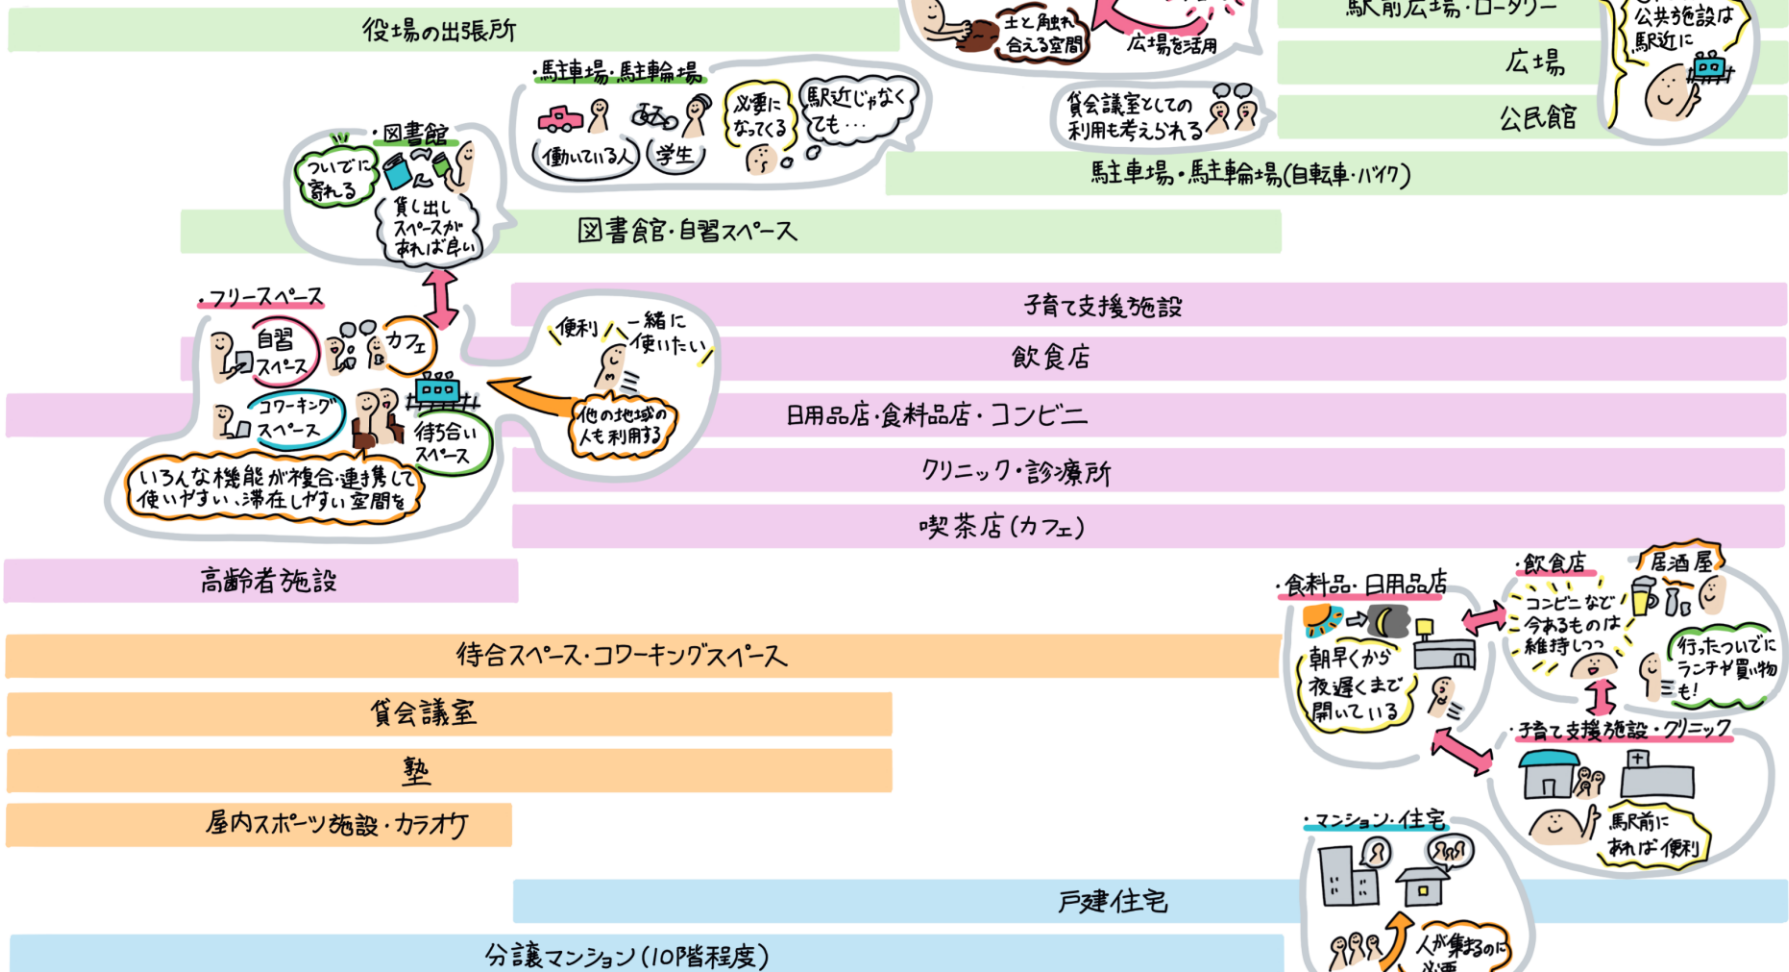 役場の出張所
土と触れ
合える空間
広場を活用
駅前広場・ロータリー
公共施設は
駅近に
広場
公民館
・駐車場・駐輪場
働いている人
学生
必要に
なってくる
駅近じゃなく
ても…
貸会議室としての
利用も考えられる
駐車場・駐輪場(自転車・バイク)
・図書館
ついでに
寄れる
貸し出し
スペースが
あれば良い
図書館・自習スペース
・フリースペース
自習
スペース
カフェ
コワーキング
スペース
待ち合い
スペース
いろんな機能が複合・連携して
使いやすい、滞在しやすい空間を
便利
一緒に
使いたい
他の地域の
人も利用する
子育て支援施設
飲食店
日用品店・食料品店・コンビニ
クリニック・診療所
喫茶店(カフェ)
高齢者施設
待合スペース・コワーキングスペース
貸会議室
塾
屋内スポーツ施設・カラオケ
・食料品・日用品店
朝早くから
夜遅くまで
開いている
・飲食店
居酒屋
コンビニなど
今あるものは
維持しつつ
行ったついでに
ランチや買い物
も!
・子育て支援施設・クリニック
駅前に
あれば便利
・マンション・住宅
人が集まるのに
必要
戸建住宅
分譲マンション(10階程度)